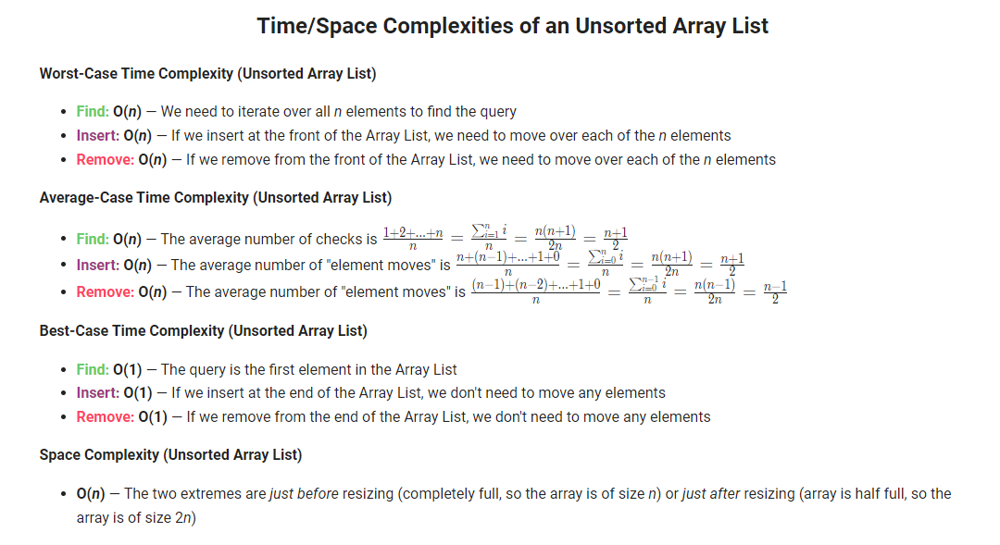 Time/Space Complexities of an Unsorted Array List
Worst-Case Time Complexity (Unsorted Array List)
• Find: O(n) — We need to iterate over all n elements to find the query
• Insert: O(n) — If we insert at the front of the Array List, we need to move over each of the n elements
• Remove: O(n) — If we remove from the front of the Array List, we need to move over each of the n elements
Average-Case Time Complexity (Unsorted Array List)
• Find: O(n) — The average number of checks is \frac{1+2+...+n}{n} = \frac{\sum_{i=1}^{n} i}{n} = \frac{n(n+1)}{2n} = \frac{n+1}{2}
• Insert: O(n) — The average number of "element moves" is \frac{n+(n-1)+...+1+0}{n} = \frac{\sum_{i=0}^{n} i}{n} = \frac{n(n+1)}{2n} = \frac{n+1}{2}
• Remove: O(n) — The average number of "element moves" is \frac{(n-1)+(n-2)+...+1+0}{n} = \frac{\sum_{i=0}^{n-1} i}{n} = \frac{n(n-1)}{2n} = \frac{n-1}{2}
Best-Case Time Complexity (Unsorted Array List)
• Find: O(1) — The query is the first element in the Array List
• Insert: O(1) — If we insert at the end of the Array List, we don't need to move any elements
• Remove: O(1) — If we remove from the end of the Array List, we don't need to move any elements
Space Complexity (Unsorted Array List)
• O(n) — The two extremes are just before resizing (completely full, so the array is of size n) or just after resizing (array is half full, so the
array is of size 2n)